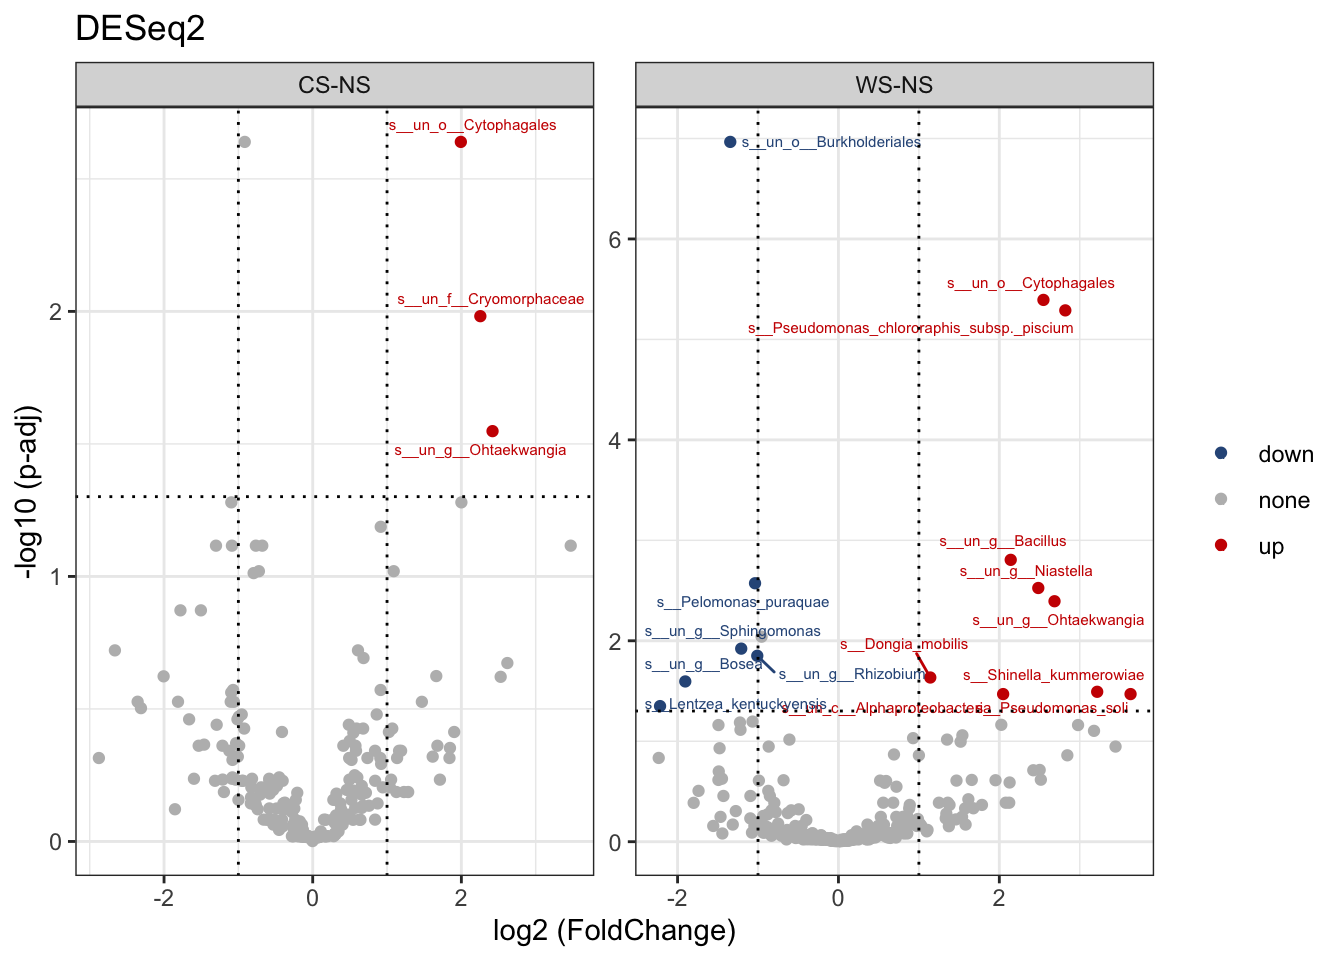 DESeq2
CS-NS
WS-NS
s__un_o__Cytophagales
s__un_f__Cryomorphaceae
s__un_g__Ohtaekwangia
s__un_o__Burkholderiales
s__un_o__Cytophagales
s__Pseudomonas_chlororaphis_subsp._piscium
s__un_g__Bacillus
s__un_g__Niastella
s__Pelomonas_puraquae
s__un_g__Ohtaekwangia
s__un_g__Sphingomonas
s__Dongia_mobilis
s__un_g__Bosea
s__un_g__Rhizobium
s__Shinella_kummerowiae
s__Lentzea_kentuckyensis
s__un_c__Alphaproteobacteria
s__Pseudomonas_soli
2
1
0
6
4
2
0
-2 0 2
-2 0 2
-log10 (p-adj)
log2 (FoldChange)
down
none
up